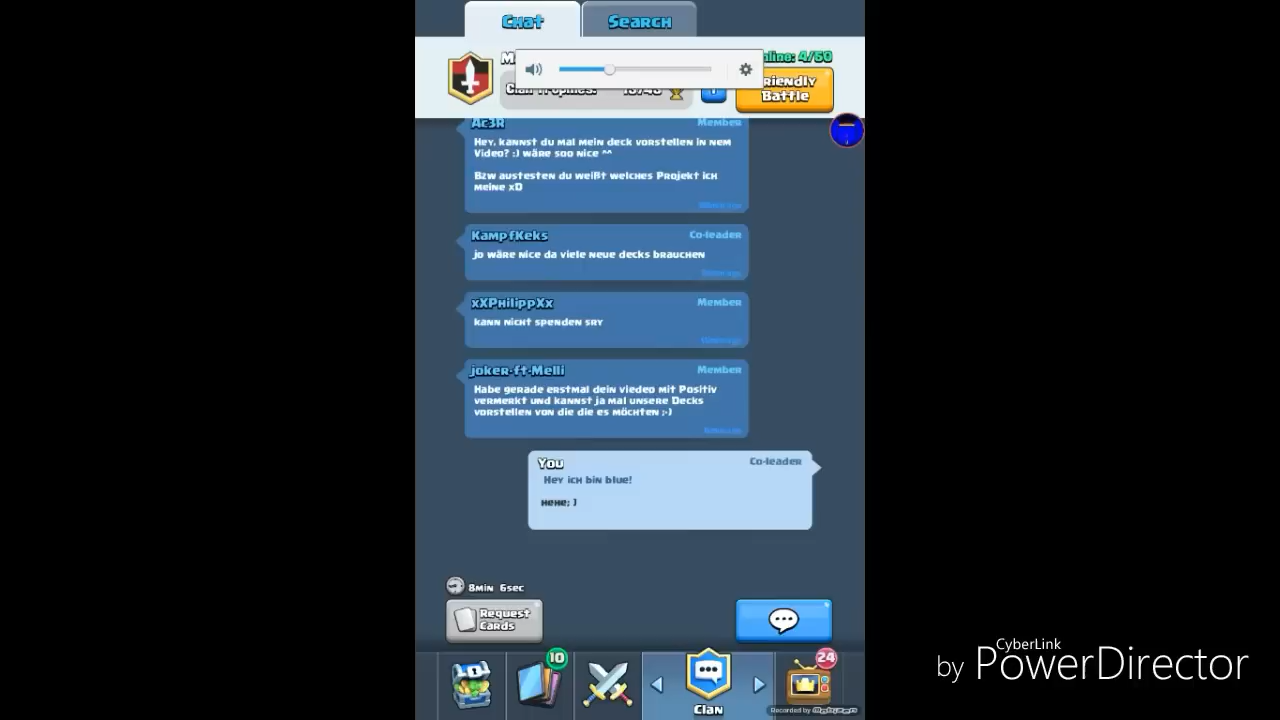 Chat
Search
Online: 4/50
Clan Trophies:
Friendly
Battle
Ac3R
Member
Hey, kannst du mal mein deck vorstellen in nem
Video? :) wäre soo nice ^^
Bzw austesten du weißt welches Projekt ich
meine xD
KampfKeks
Co-leader
jo wäre nice da viele neue decks brauchen
xXPhilippXx
Member
kann nicht spenden sry
joker-ft-Melli
Member
Habe gerade erstmal dein viedeo mit Positiv
vermerkt und kannst ja mal unsere Decks
vorstellen von die die es möchten ;-)
You
Co-leader
Hey ich bin blue!
hehe; )
8min 6sec
Request
Cards
10
24
Clan
Recorded by
CyberLink
by PowerDirector